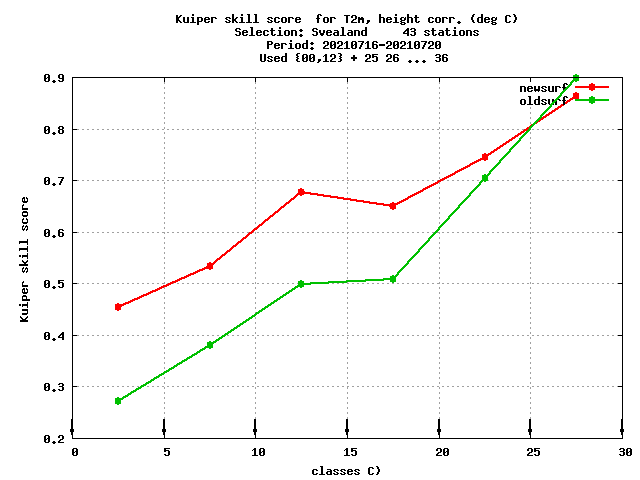 Kuiper skill score  for T2m, height corr. (deg C)
Selection: Svealand     43 stations
Period: 20210716-20210720
Used {00,12} + 25 26 ... 36
newsurf
oldsurf
Kuiper skill score
0.9
0.8
0.7
0.6
0.5
0.4
0.3
0.2
0 5 10 15 20 25 30
classes C)